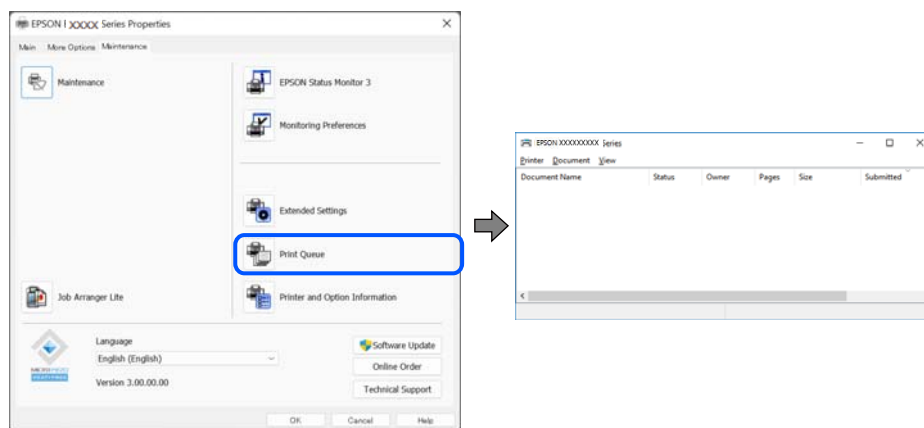 EPSON I XXXXX Series Properties
Main More Options Maintenance
Maintenance
EPSON Status Monitor 3
Monitoring Preferences
Extended Settings
Print Queue
Job Arranger Lite
Printer and Option Information
Language
English (English)
Version 3.00.00.00
Software Update
Online Order
Technical Support
OK Cancel Help
EPSON XXXXXXXXX Series
Printer Document View
Document Name Status Owner Pages Size Submitted